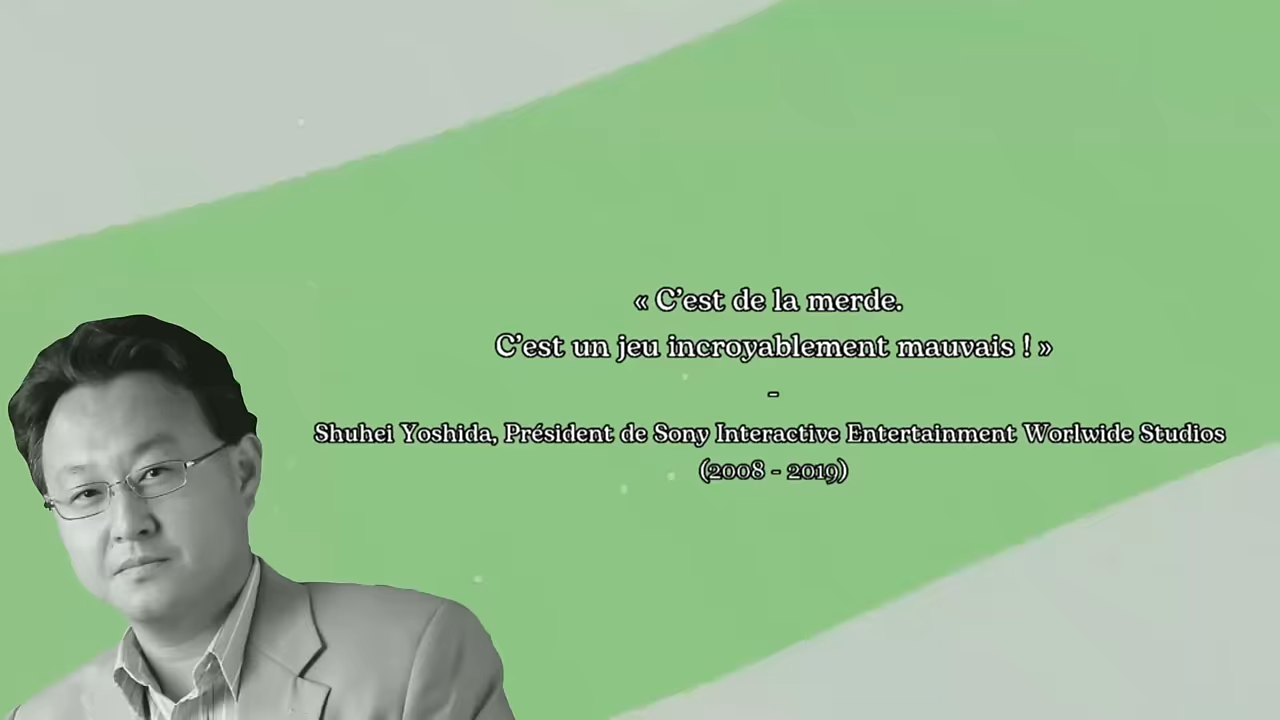 « C'est de la merde.
C'est un jeu incroyablement mauvais ! »
-
Shuhei Yoshida, Président de Sony Interactive Entertainment Worlwide Studios
(2008 - 2019)